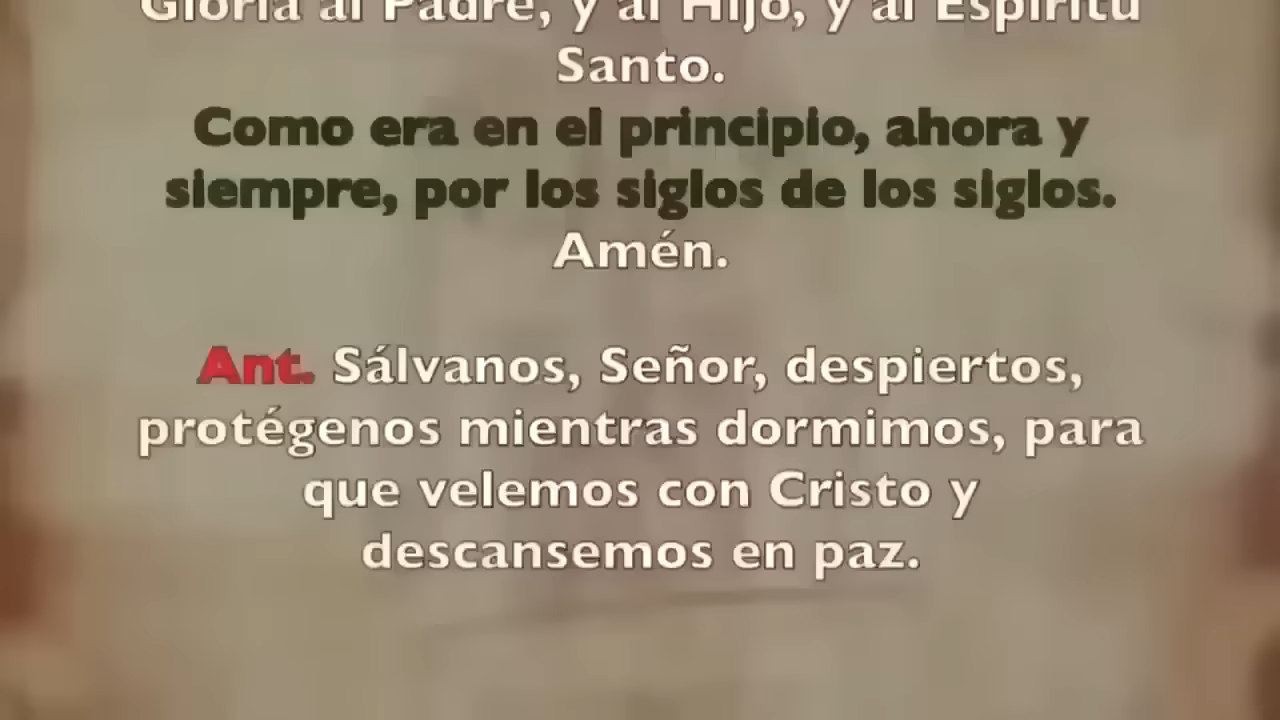 Gloria al Padre, y al Hijo, y al Espíritu
Santo.
Como era en el principio, ahora y
siempre, por los siglos de los siglos.
Amén.
Ant. Sálvanos, Señor, despiertos,
protégenos mientras dormimos, para
que velemos con Cristo y
descansemos en paz.